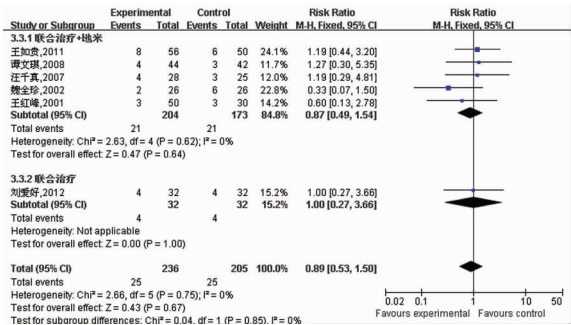 Experimental Control Risk Ratio Risk Ratio
Study or Subgroup Events Total Events Total Weight M-H, Fixed, 95% CI M-H, Fixed, 95% CI
3.3.1 联合治疗+地米
王如贵,2011 8 56 6 50 24.1% 1.19 [0.44, 3.20]
谭文琪,2008 4 44 3 42 12.1% 1.27 [0.30, 5.35]
汪千真,2007 4 28 3 25 12.5% 1.19 [0.29, 4.81]
魏全珍,2002 2 26 6 26 23.6% 0.33 [0.07, 1.50]
王红峰,2001 3 50 3 30 12.6% 0.60 [0.13, 2.78]
Subtotal (95% CI) 204 173 84.8% 0.87 [0.49, 1.54]
Total events 21 21
Heterogeneity: Chi² = 2.63, df = 4 (P = 0.62); I² = 0%
Test for overall effect: Z = 0.47 (P = 0.64)
3.3.2 联合治疗
刘爱好,2012 4 32 4 32 15.2% 1.00 [0.27, 3.66]
Subtotal (95% CI) 32 32 15.2% 1.00 [0.27, 3.66]
Total events 4 4
Heterogeneity: Not applicable
Test for overall effect: Z = 0.00 (P = 1.00)
Total (95% CI) 236 205 100.0% 0.89 [0.53, 1.50]
Total events 25 25
Heterogeneity: Chi² = 2.66, df = 5 (P = 0.75); I² = 0%
Test for overall effect: Z = 0.43 (P = 0.67)
Test for subgroup differences: Chi² = 0.04, df = 1 (P = 0.85), I² = 0%
0.02 0.1 1 10 50
Favours experimental Favours control